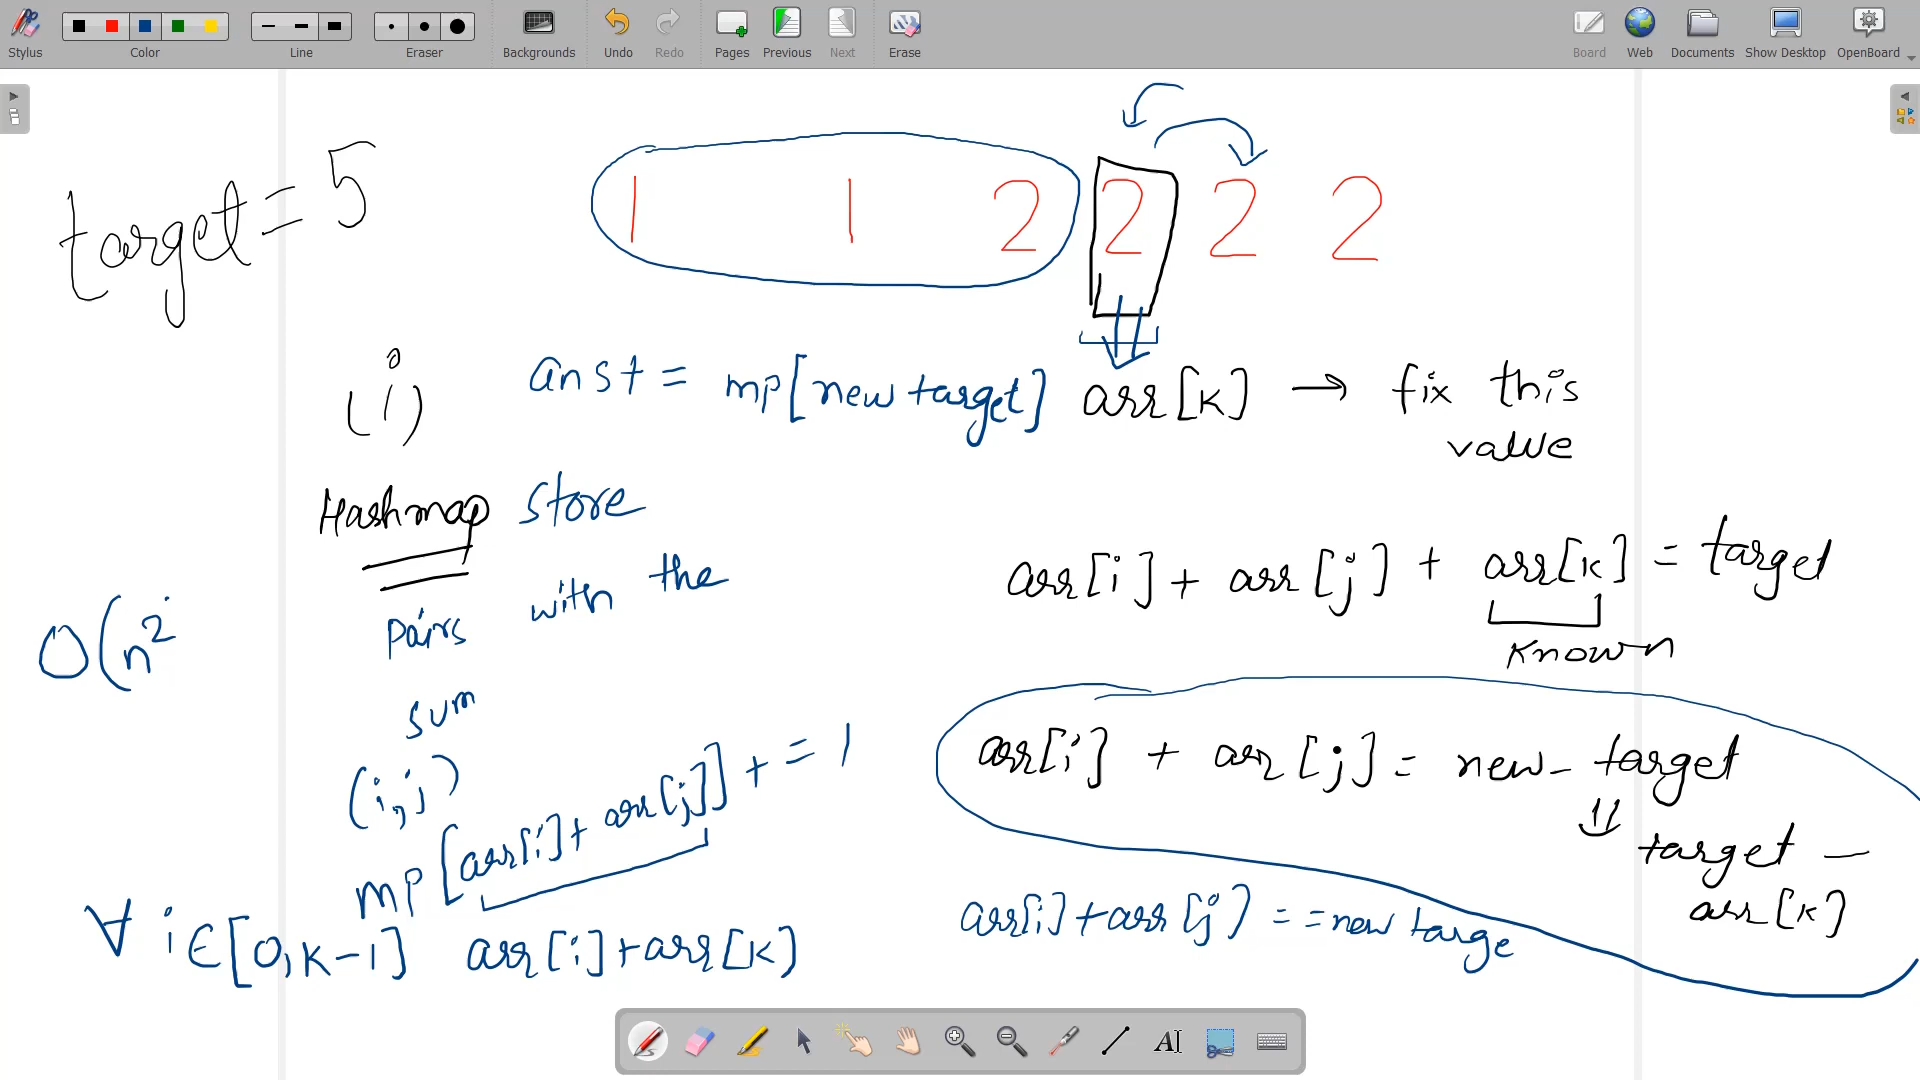 Stylus
Color
Line
Eraser
Backgrounds
Undo
Redo
Pages
Previous
Next
Erase
Board
Web
Documents
Show Desktop
OpenBoard
target = 5
1 1 2 2 2 2
(i)
ans + = mp[new target] arr[k] → fix this
value
Hashmap store
pairs with the
sum
(i, j)
mp[arr[i] + arr[j]] + = 1
O(n²
∀ i ∈ [0, k-1] arr[i] + arr[k]
arr[i] + arr[j] + arr[k] = target
known
arr[i] + arr[j] = new_target
target -
arr[k]
arr[i] + arr[j] = = new targe